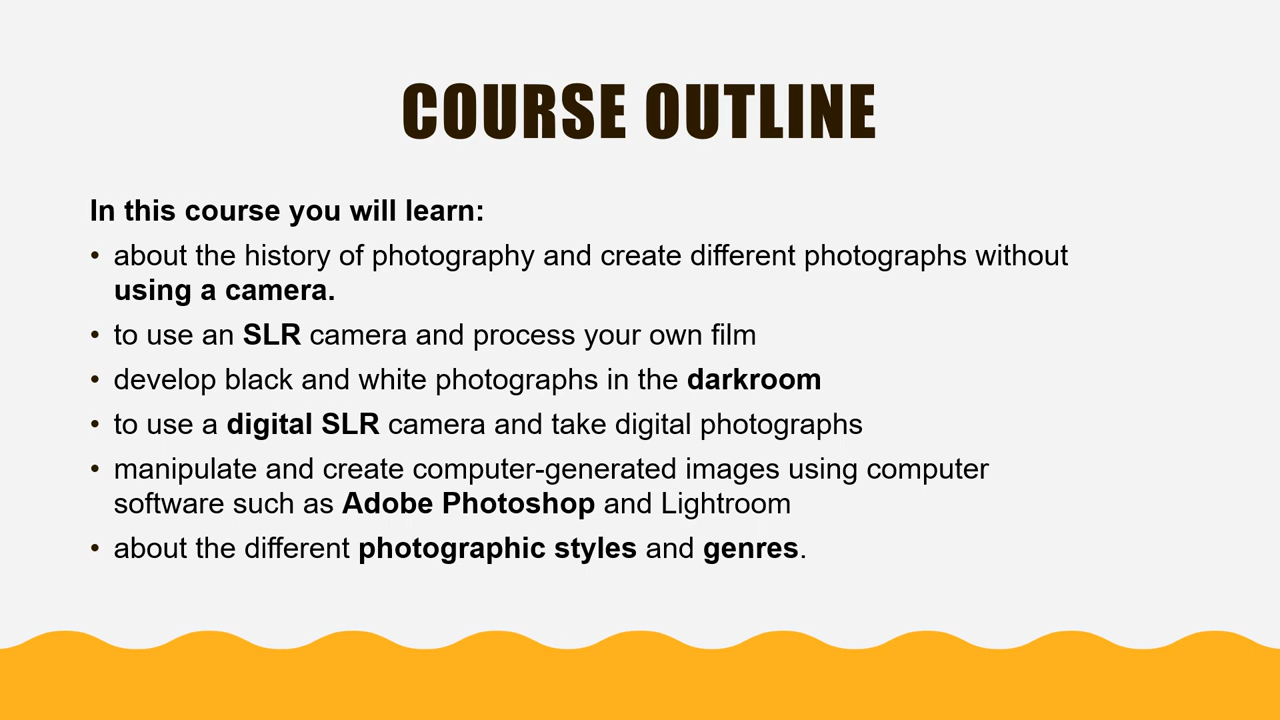 COURSE OUTLINE
In this course you will learn:
• about the history of photography and create different photographs without
using a camera.
• to use an SLR camera and process your own film
• develop black and white photographs in the darkroom
• to use a digital SLR camera and take digital photographs
• manipulate and create computer-generated images using computer
software such as Adobe Photoshop and Lightroom
• about the different photographic styles and genres.